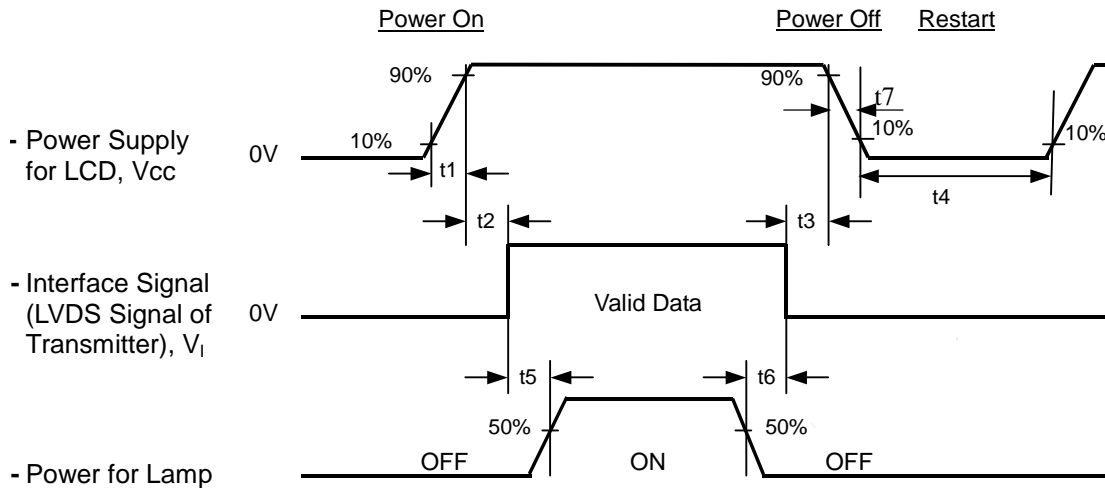 Power On Power Off Restart
90% 90% t7
- Power Supply 10% 10% 10%
for LCD, Vcc 0V t1 t4
t2 t3
- Interface Signal
(LVDS Signal of 0V Valid Data
Transmitter), VI
t5 t6
50% 50%
OFF ON OFF
- Power for Lamp